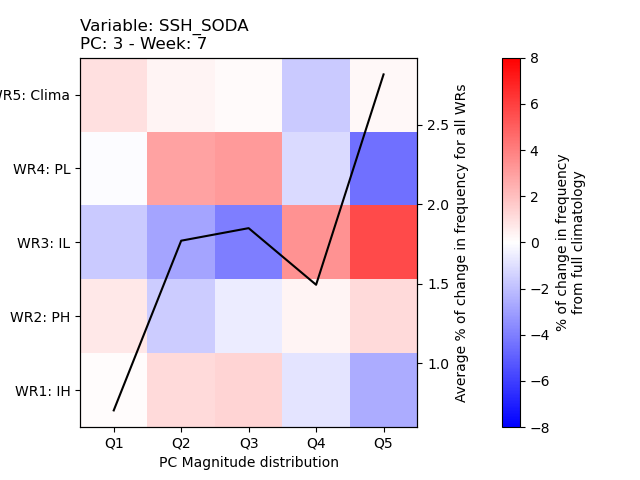 Variable: SSH_SODA
PC: 3 - Week: 7
WR5: Clima
WR4: PL
WR3: IL
WR2: PH
WR1: IH
Q1 Q2 Q3 Q4 Q5
PC Magnitude distribution
2.5
2.0
1.5
1.0
Average % of change in frequency for all WRs
8
6
4
2
0
−2
−4
−6
−8
% of change in frequency
from full climatology